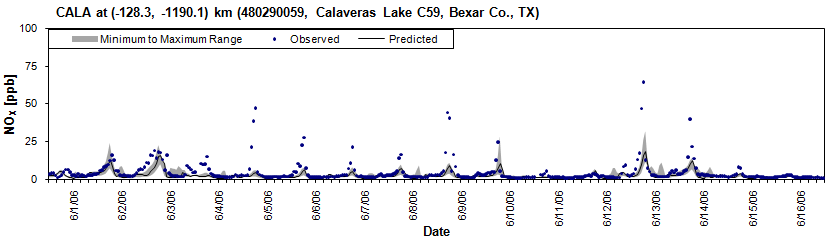 CALA at (-128.3, -1190.1) km (480290059, Calaveras Lake C59, Bexar Co., TX)
Minimum to Maximum Range Observed Predicted
100
75
50
25
0
NOX [ppb]
6/1/06 6/2/06 6/3/06 6/4/06 6/5/06 6/6/06 6/7/06 6/8/06 6/9/06 6/10/06 6/11/06 6/12/06 6/13/06 6/14/06 6/15/06 6/16/06
Date